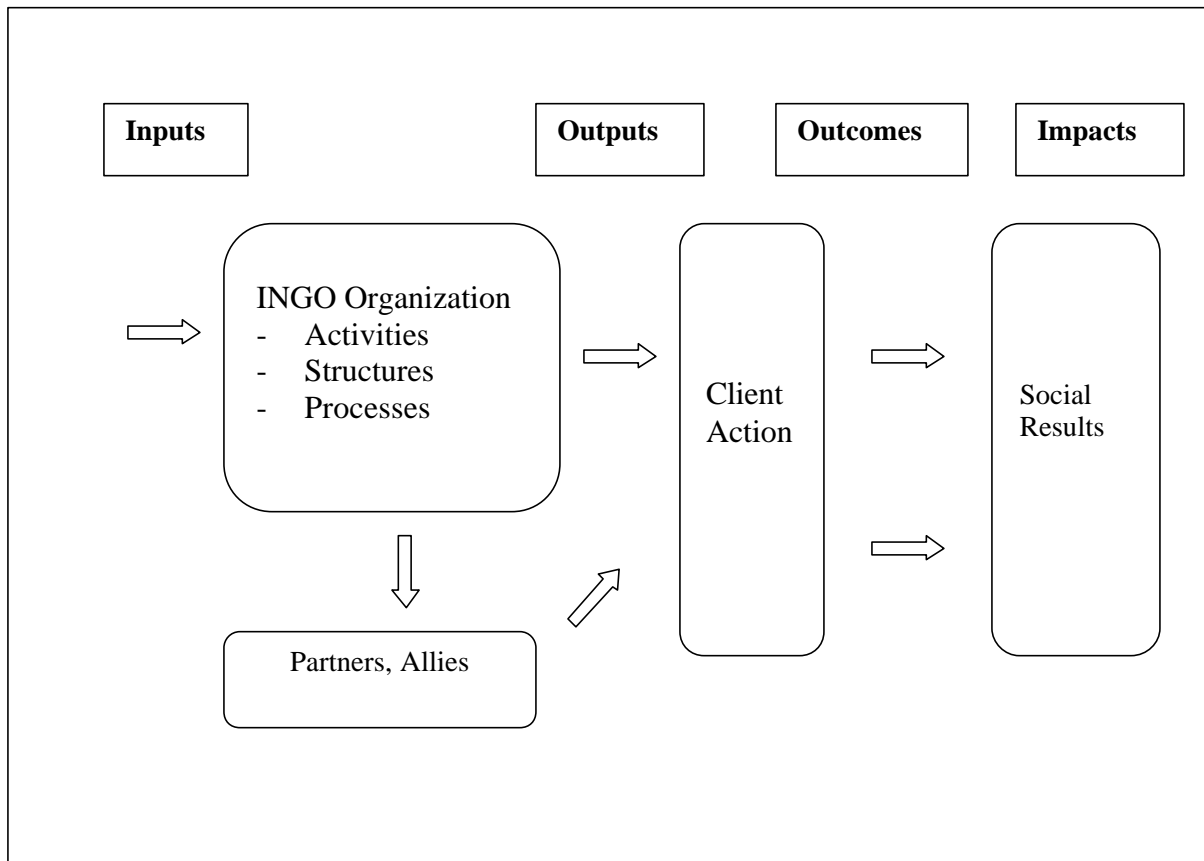 Inputs
Outputs
Outcomes
Impacts
INGO Organization
- Activities
- Structures
- Processes
Client
Action
Social
Results
Partners, Allies